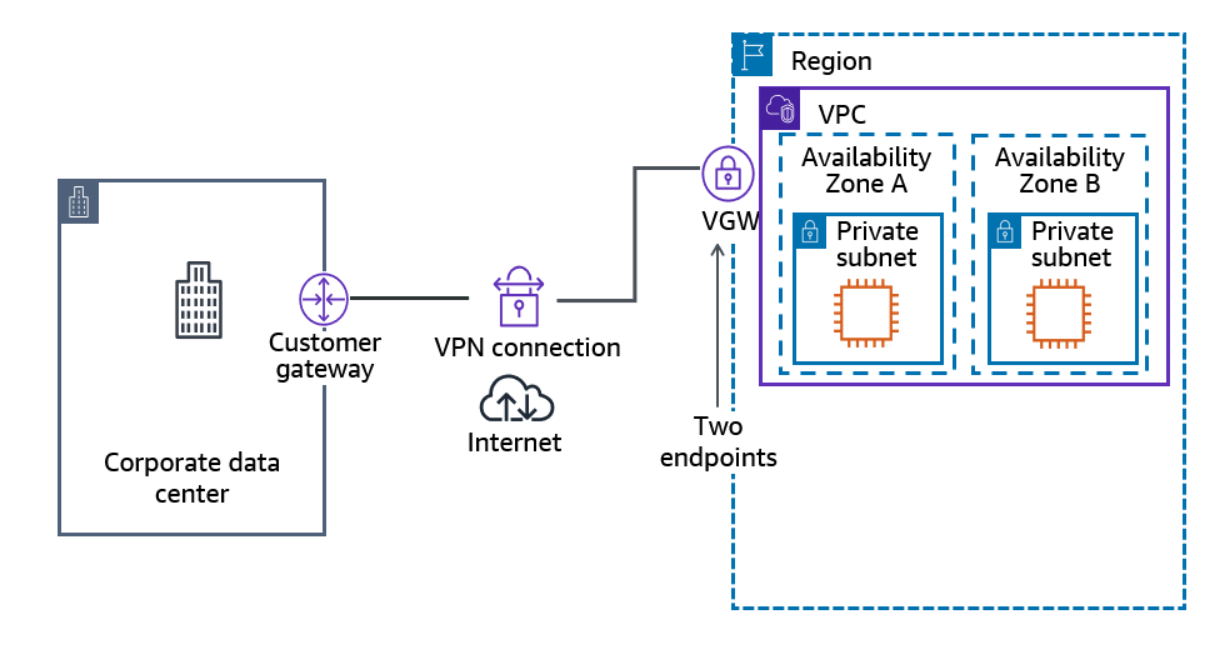 Region
VPC
Availability
Zone A
Availability
Zone B
Private
subnet
Private
subnet
VGW
Customer
gateway
VPN connection
Internet
Two
endpoints
Corporate data
center